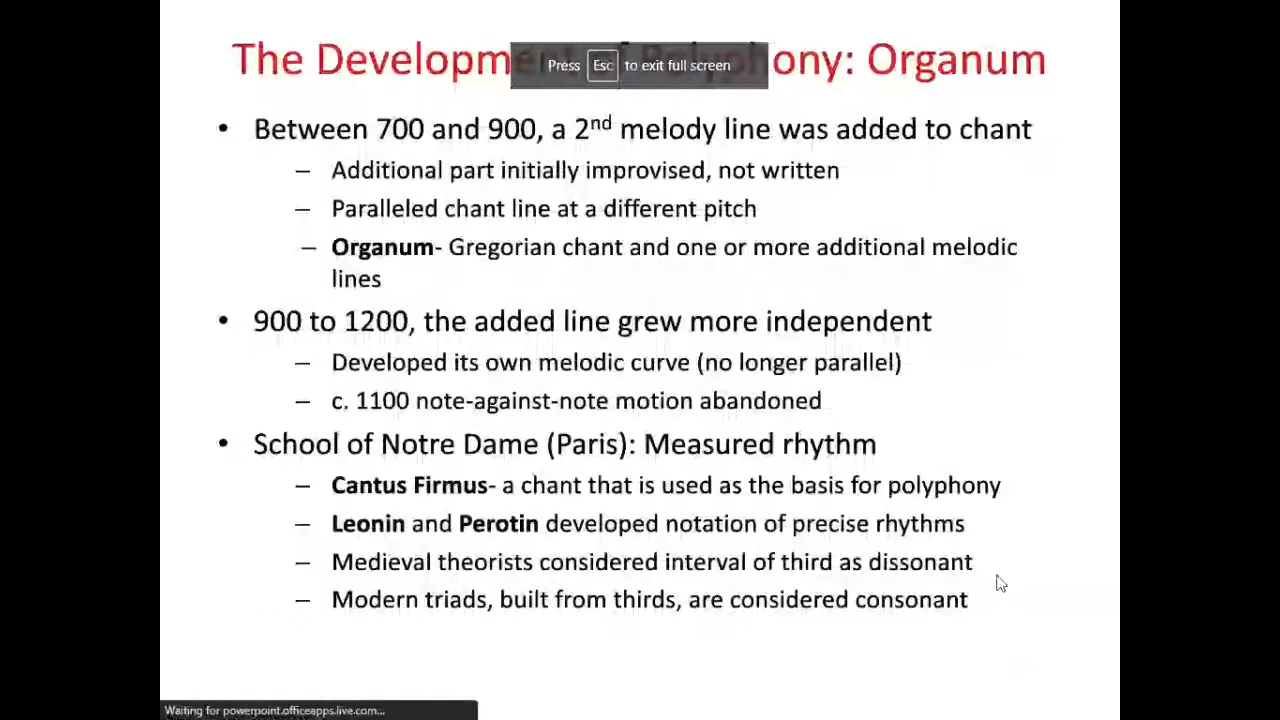 The Development of Polyphony: Organum
Press Esc to exit full screen
• Between 700 and 900, a 2nd melody line was added to chant
– Additional part initially improvised, not written
– Paralleled chant line at a different pitch
– Organum- Gregorian chant and one or more additional melodic
lines
• 900 to 1200, the added line grew more independent
– Developed its own melodic curve (no longer parallel)
– c. 1100 note-against-note motion abandoned
• School of Notre Dame (Paris): Measured rhythm
– Cantus Firmus- a chant that is used as the basis for polyphony
– Leonin and Perotin developed notation of precise rhythms
– Medieval theorists considered interval of third as dissonant
– Modern triads, built from thirds, are considered consonant
Waiting for powerpoint.officeapps.live.com...